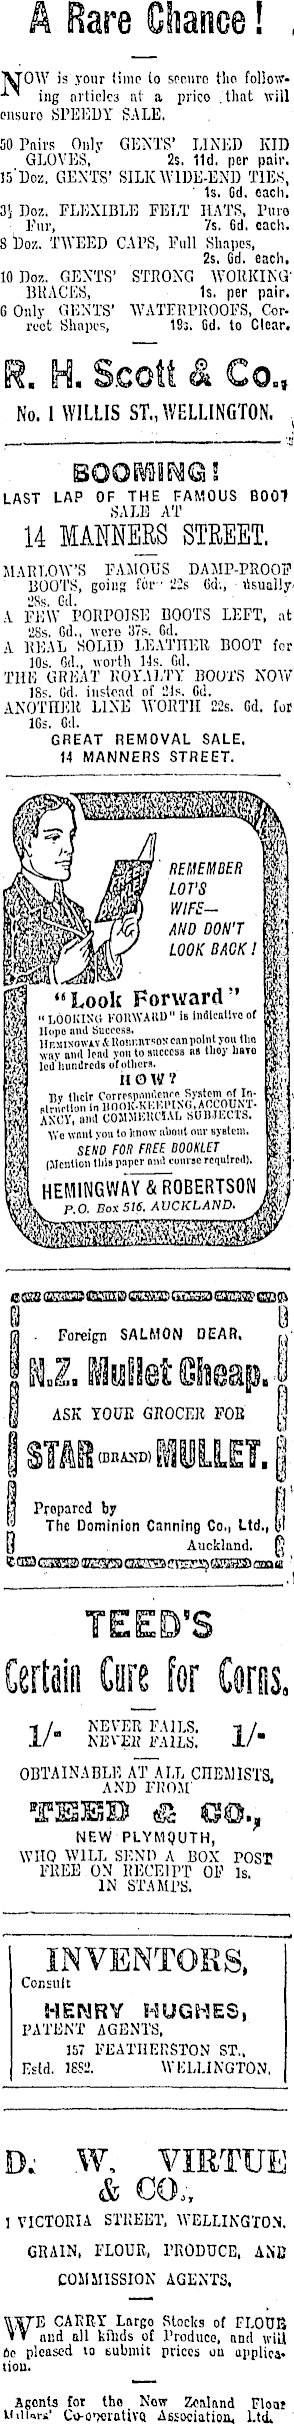 A Rare Chance!
NOW is your time to secure the follow-
ing articles at a price that will
ensure SPEEDY SALE.
50 Pairs Only GENTS' LINED KID
GLOVES, 2s. 11d. per pair.
15 Doz. GENTS' SILK WIDE-END TIES,
1s. 6d. each.
3½ Doz. FLEXIBLE FELT HATS, Pure
Fur, 7s. 6d. each.
8 Doz. TWEED CAPS, Full Shapes,
2s. 6d. each.
10 Doz. GENTS' STRONG WORKING
BRACES, 1s. per pair.
6 Only GENTS' WATERPROOFS, Cor-
rect Shapes, 19s. 6d. to Clear.
R. H. Scott & Co.,
No. 1 WILLIS ST., WELLINGTON.
BOOMING!
LAST LAP OF THE FAMOUS BOOT
SALE AT
14 MANNERS STREET.
MARLOW'S FAMOUS DAMP-PROOF
BOOTS, going for 22s 6d., usually
28s. 6d.
A FEW PORPOISE BOOTS LEFT, at
28s. 6d., were 37s. 6d.
A REAL SOLID LEATHER BOOT for
10s. 6d., worth 14s. 6d.
THE GREAT ROYALTY BOOTS NOW
18s. 6d. instead of 21s. 6d.
ANOTHER LINE WORTH 22s. 6d. for
16s. 6d.
GREAT REMOVAL SALE,
14 MANNERS STREET.
REMEMBER
LOT'S
WIFE—
AND DON'T
LOOK BACK!
"Look Forward"
"LOOKING FORWARD" is indicative of
Hope and Success.
HEMINGWAY & ROBERTSON can point you the
way and lead you to success as they have
led hundreds of others.
HOW?
By their Correspondence System of In-
struction in BOOK-KEEPING, ACCOUNT-
ANCY, and COMMERCIAL SUBJECTS.
We want you to know about our system.
SEND FOR FREE BOOKLET
(Mention this paper and course required).
HEMINGWAY & ROBERTSON
P.O. Box 516, AUCKLAND.
Foreign SALMON DEAR.
N.Z. Mullet Cheap.
ASK YOUR GROCER FOR
STAR (BRAND) MULLET.
Prepared by
The Dominion Canning Co., Ltd.,
Auckland.
TEED'S
Certain Cure for Corns.
1/- NEVER FAILS. 1/-
NEVER FAILS.
OBTAINABLE AT ALL CHEMISTS,
AND FROM
TEED & CO.,
NEW PLYMOUTH,
WHO WILL SEND A BOX POST
FREE ON RECEIPT OF 1s.
IN STAMPS.
INVENTORS,
Consult
HENRY HUGHES,
PATENT AGENTS,
157 FEATHERSTON ST.,
Estd. 1882. WELLINGTON.
D. W. VIRTUE
& CO.,
1 VICTORIA STREET, WELLINGTON.
GRAIN, FLOUR, PRODUCE, AND
COMMISSION AGENTS.
WE CARRY Large Stocks of FLOUR
and all kinds of Produce, and will
be pleased to submit prices on applica-
tion.
Agents for the New Zealand Flour
Millers' Co-operative Association, Ltd.